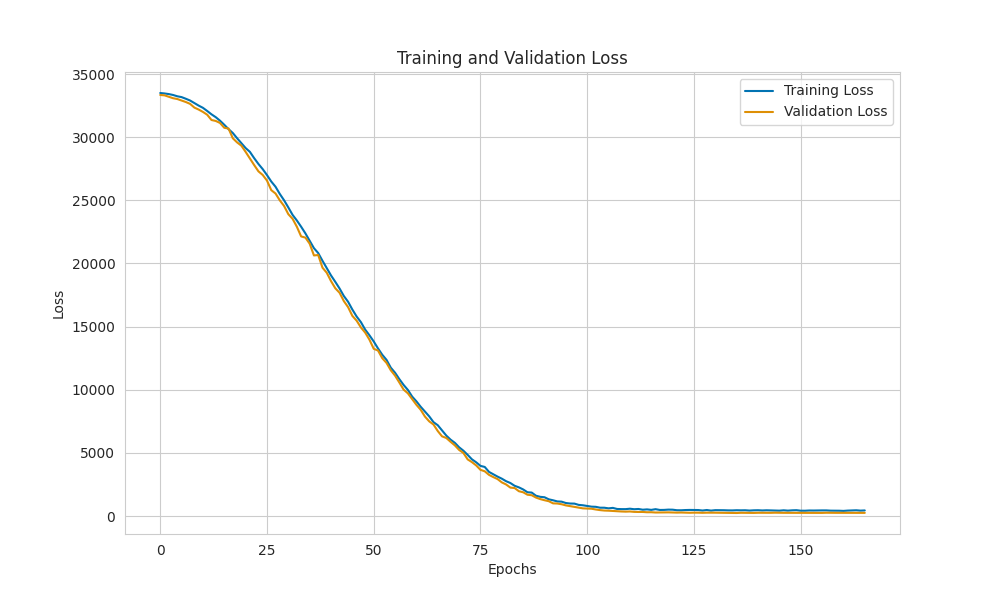 Training and Validation Loss
35000
30000
25000
20000
15000
10000
5000
0
Loss
Training Loss
Validation Loss
0 25 50 75 100 125 150
Epochs